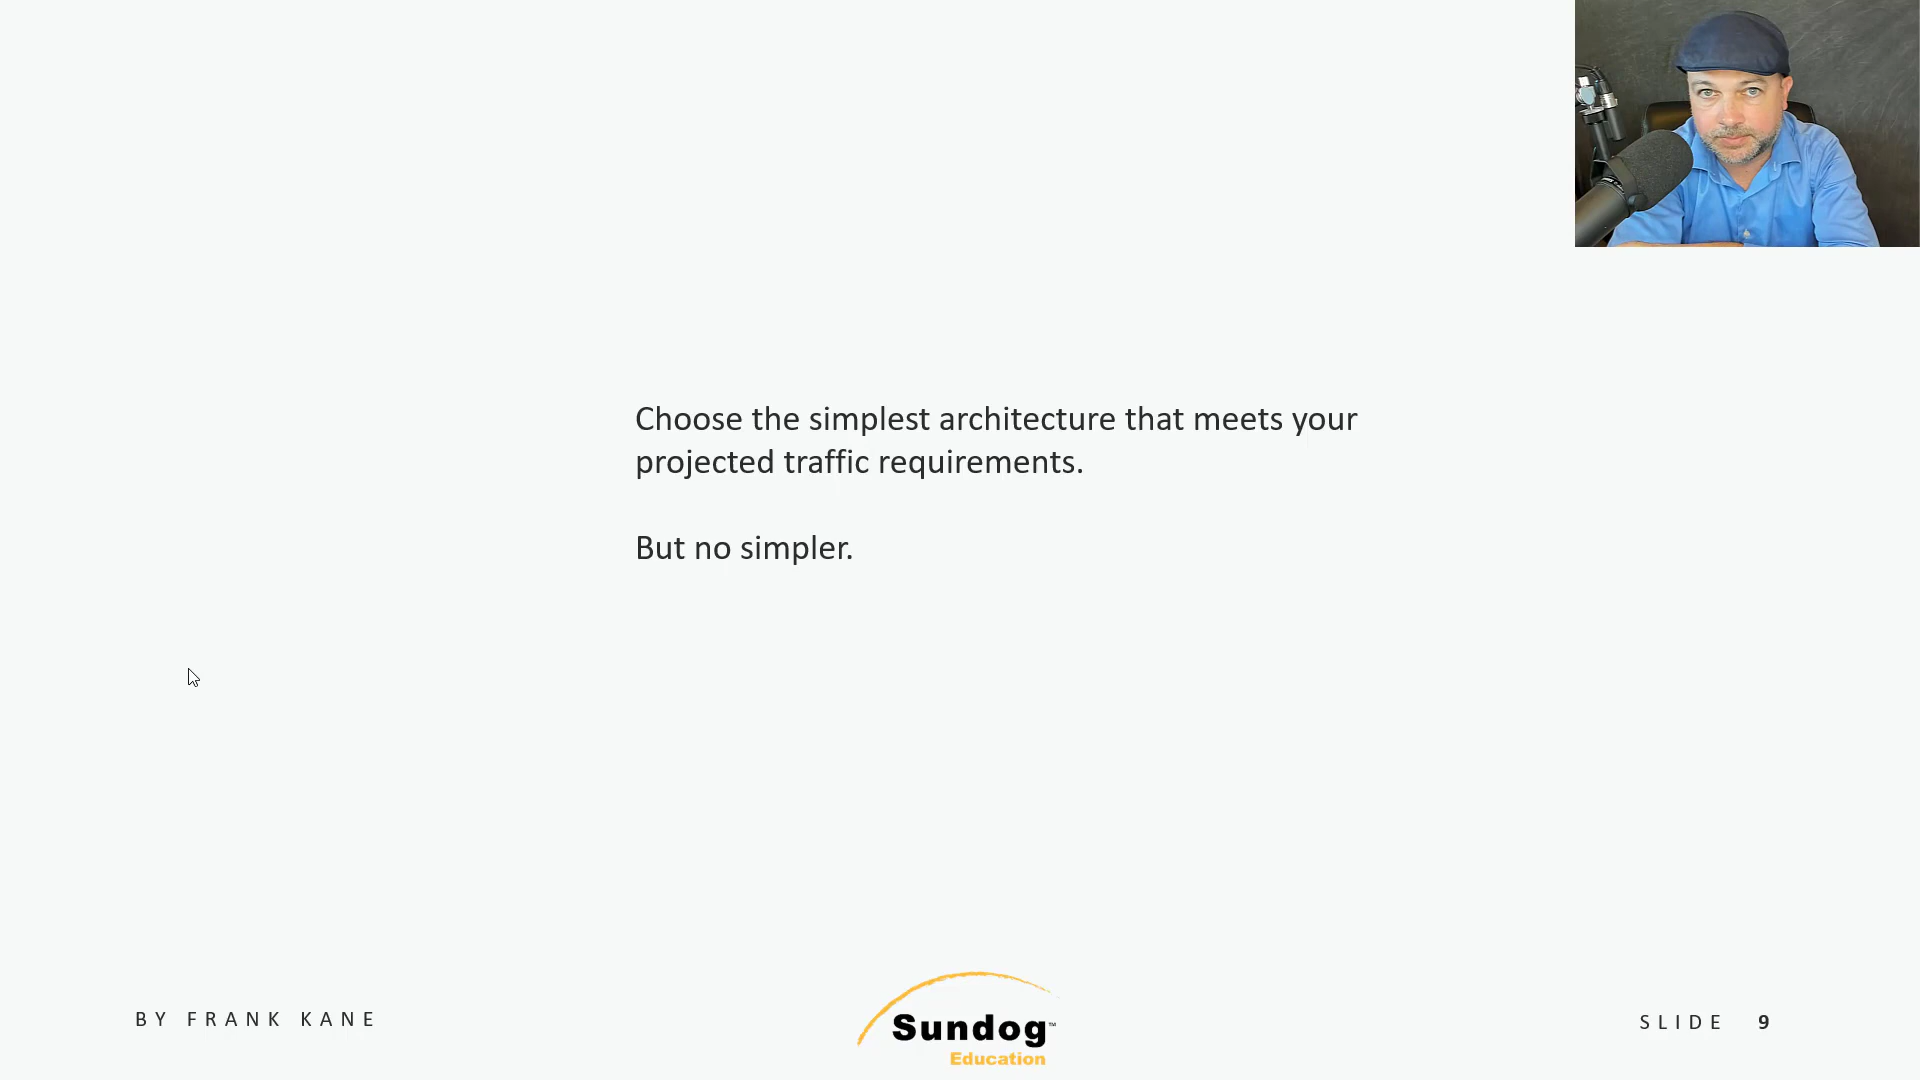 Choose the simplest architecture that meets your
projected traffic requirements.
But no simpler.
BY FRANK KANE
Sundog™
Education
SLIDE 9